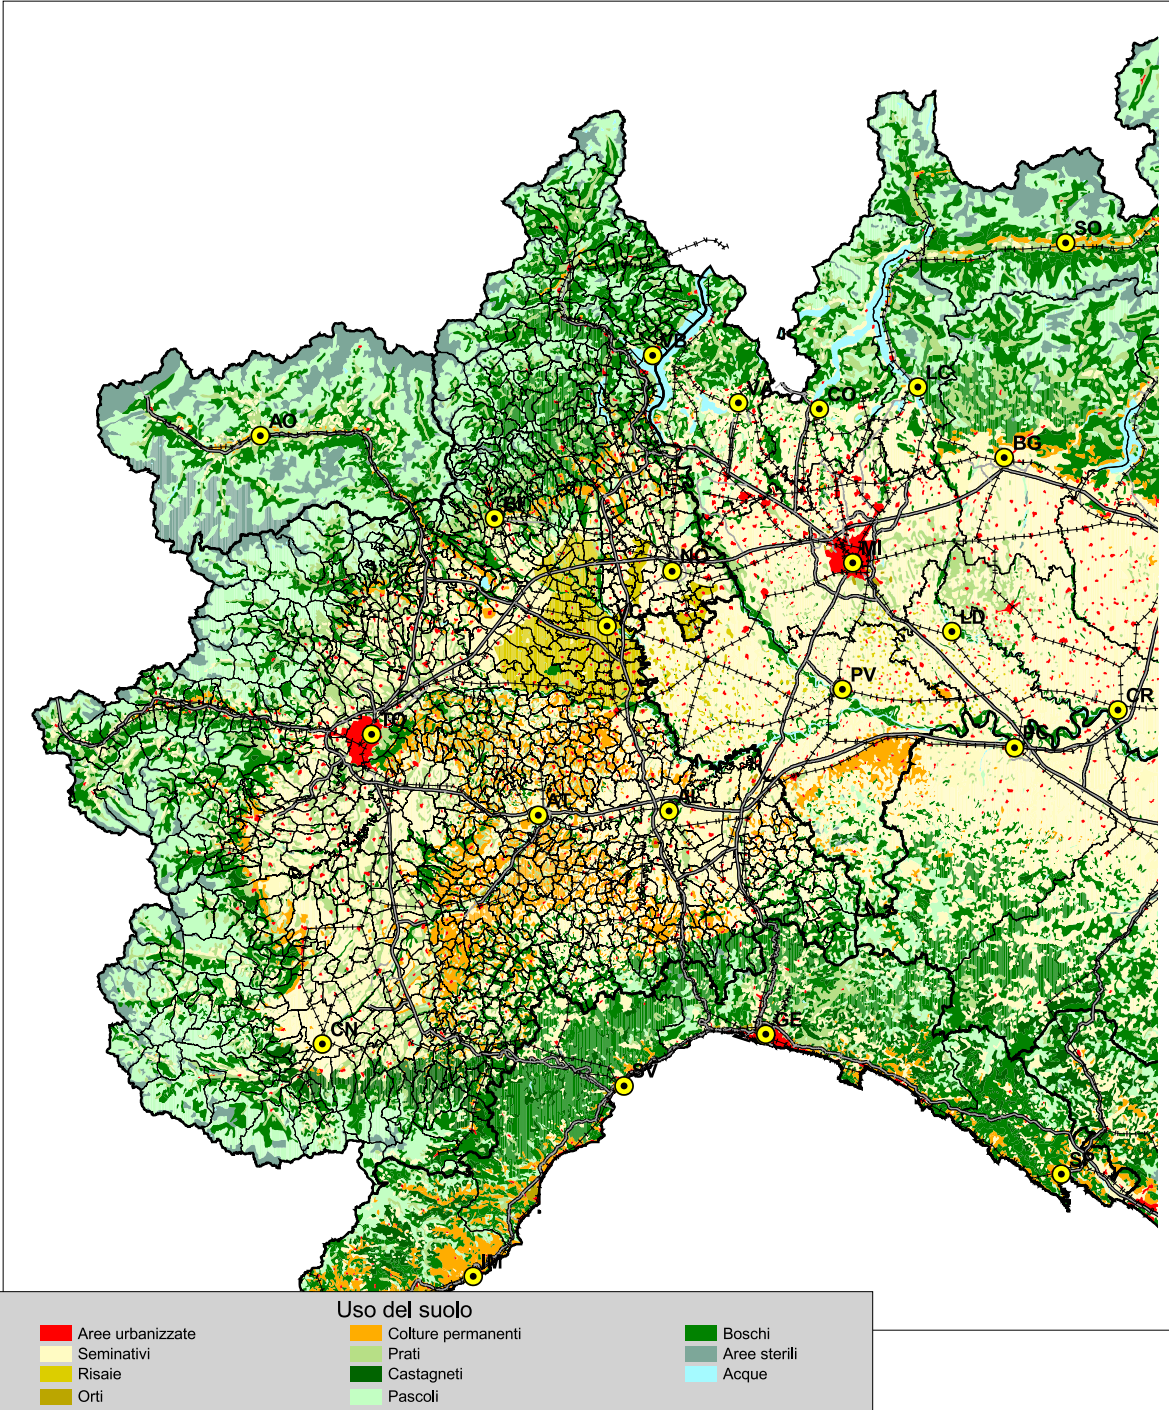 SO
VB
LC
VA
CO
AO
BG
BI
MI
NO
LD
PV
CR
TO
PC
AT
AL
GE
CN
SV
SP
IM
Uso del suolo
Aree urbanizzate
Colture permanenti
Boschi
Seminativi
Prati
Aree sterili
Risaie
Castagneti
Acque
Orti
Pascoli